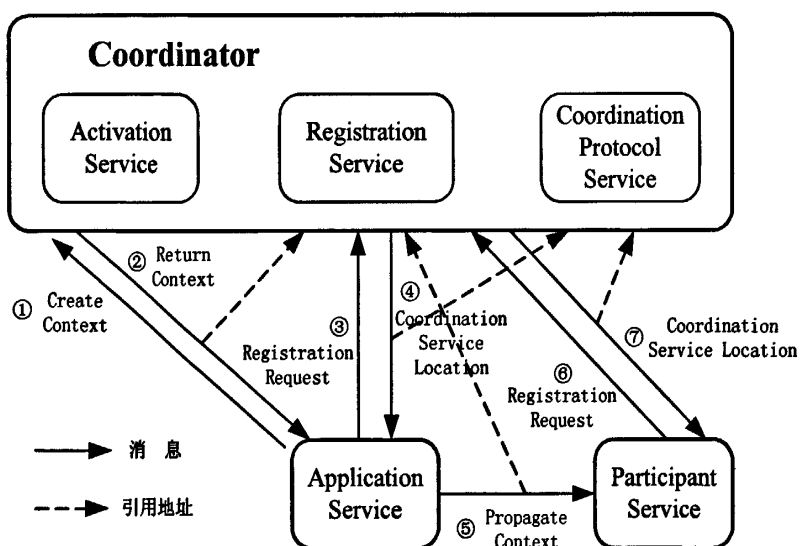 Coordinator
Activation
Service
Registration
Service
Coordination
Protocol
Service
② Return
Context
① Create
Context
③
Registration
Request
④
Coordination
Service
Location
⑥
Registration
Request
⑦ Coordination
Service Location
消 息
引用地址
Application
Service
Participant
Service
⑤ Propagate
Context